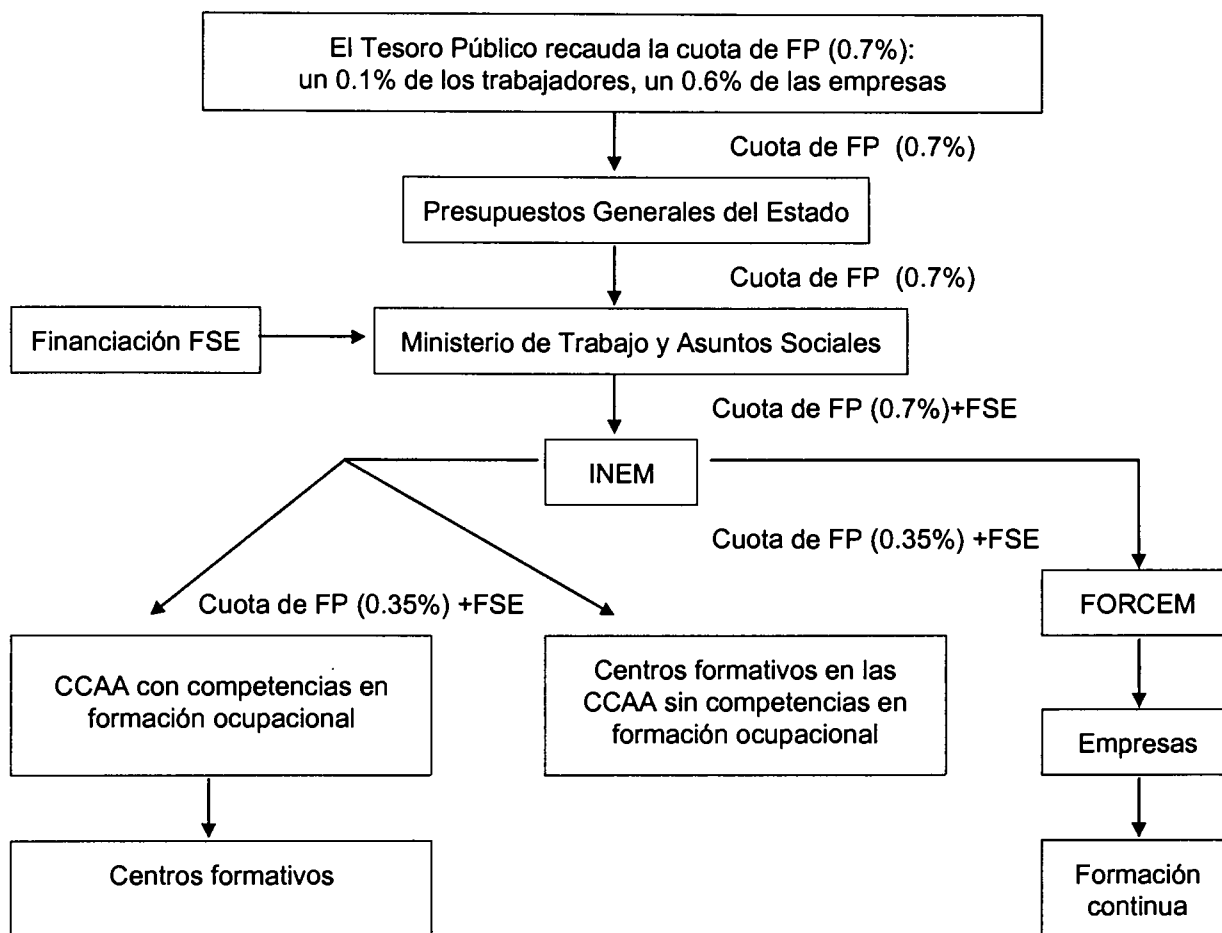 El Tesoro Público recauda la cuota de FP (0.7%):
un 0.1% de los trabajadores, un 0.6% de las empresas
Cuota de FP (0.7%)
Presupuestos Generales del Estado
Cuota de FP (0.7%)
Financiación FSE
Ministerio de Trabajo y Asuntos Sociales
Cuota de FP (0.7%)+FSE
INEM
Cuota de FP (0.35%) +FSE
Cuota de FP (0.35%) +FSE
FORCEM
CCAA con competencias en
formación ocupacional
Centros formativos en las
CCAA sin competencias en
formación ocupacional
Empresas
Centros formativos
Formación
continua